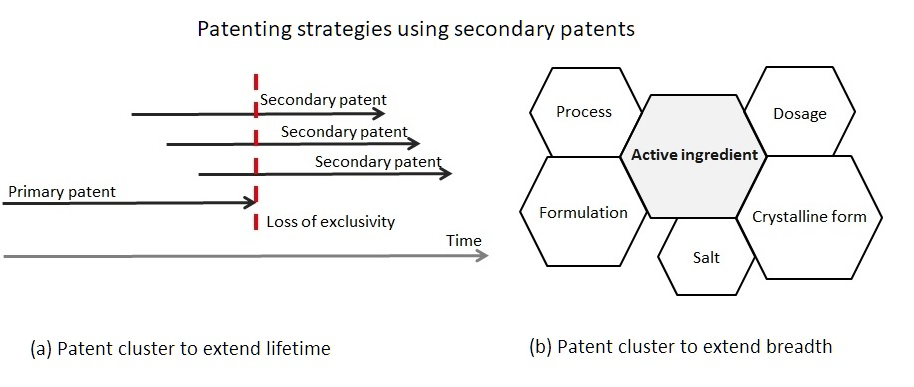 Patenting strategies using secondary patents
Secondary patent
Secondary patent
Secondary patent
Primary patent
Loss of exclusivity
Time
(a) Patent cluster to extend lifetime
Process
Dosage
Active ingredient
Formulation
Crystalline form
Salt
(b) Patent cluster to extend breadth